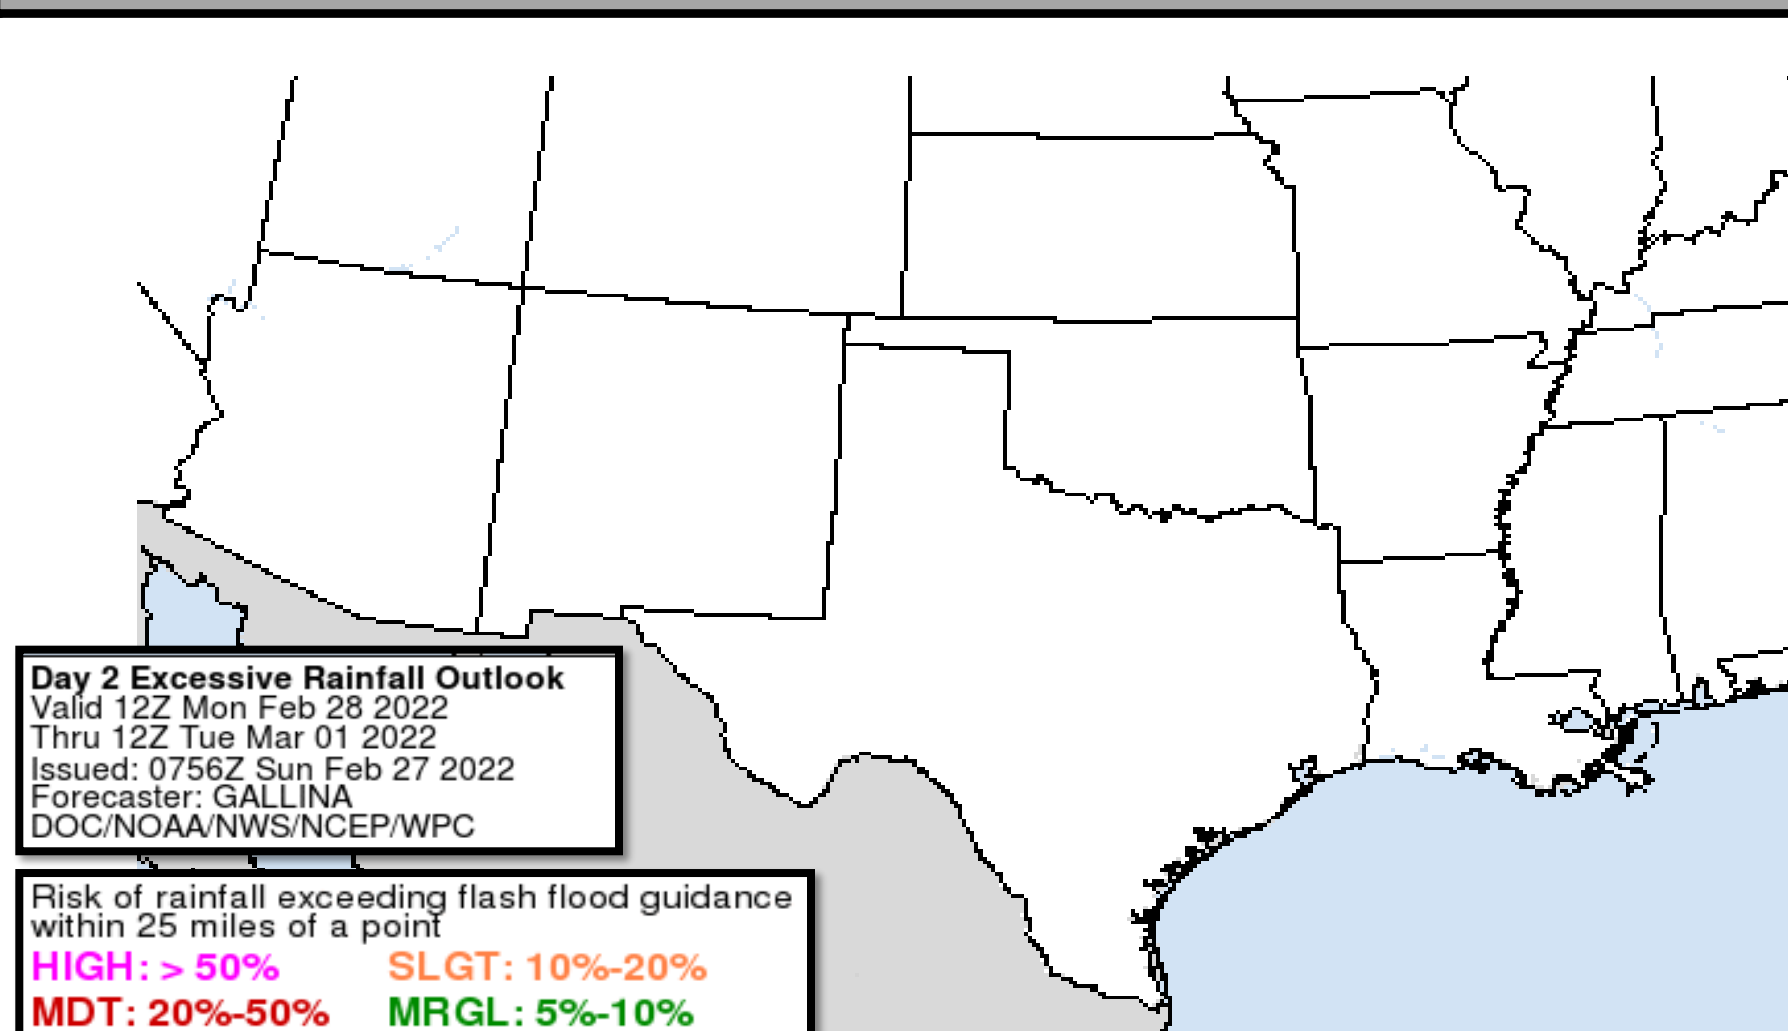 Day 2 Excessive Rainfall Outlook
Valid 12Z Mon Feb 28 2022
Thru 12Z Tue Mar 01 2022
Issued: 0756Z Sun Feb 27 2022
Forecaster: GALLINA
DOC/NOAA/NWS/NCEP/WPC
Risk of rainfall exceeding flash flood guidance
within 25 miles of a point
HIGH: > 50% SLGT: 10%-20%
MDT: 20%-50% MRGL: 5%-10%